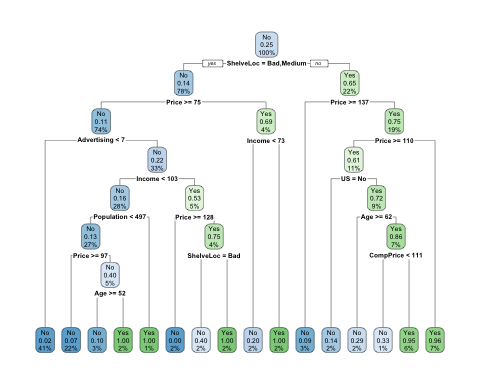 No
0.25
100%
yes ShelveLoc = Bad,Medium no
No
0.14
78%
Yes
0.65
22%
Price >= 75
Price >= 137
No
0.11
74%
Yes
0.69
4%
Yes
0.75
19%
Advertising < 7
Income < 73
Price >= 110
No
0.22
33%
Yes
0.61
11%
Income < 103
US = No
No
0.16
28%
Yes
0.53
5%
Yes
0.72
9%
Population < 497
Price >= 128
Age >= 62
No
0.13
27%
Yes
0.75
4%
Yes
0.86
7%
Price >= 97
ShelveLoc = Bad
CompPrice < 111
No
0.40
5%
Age >= 52
No No No Yes Yes No No Yes No Yes No No No No Yes Yes
0.02 0.07 0.10 1.00 1.00 0.00 0.40 1.00 0.20 1.00 0.09 0.14 0.29 0.33 0.95 0.96
41% 22% 3% 2% 1% 2% 2% 2% 2% 2% 3% 2% 2% 1% 6% 7%